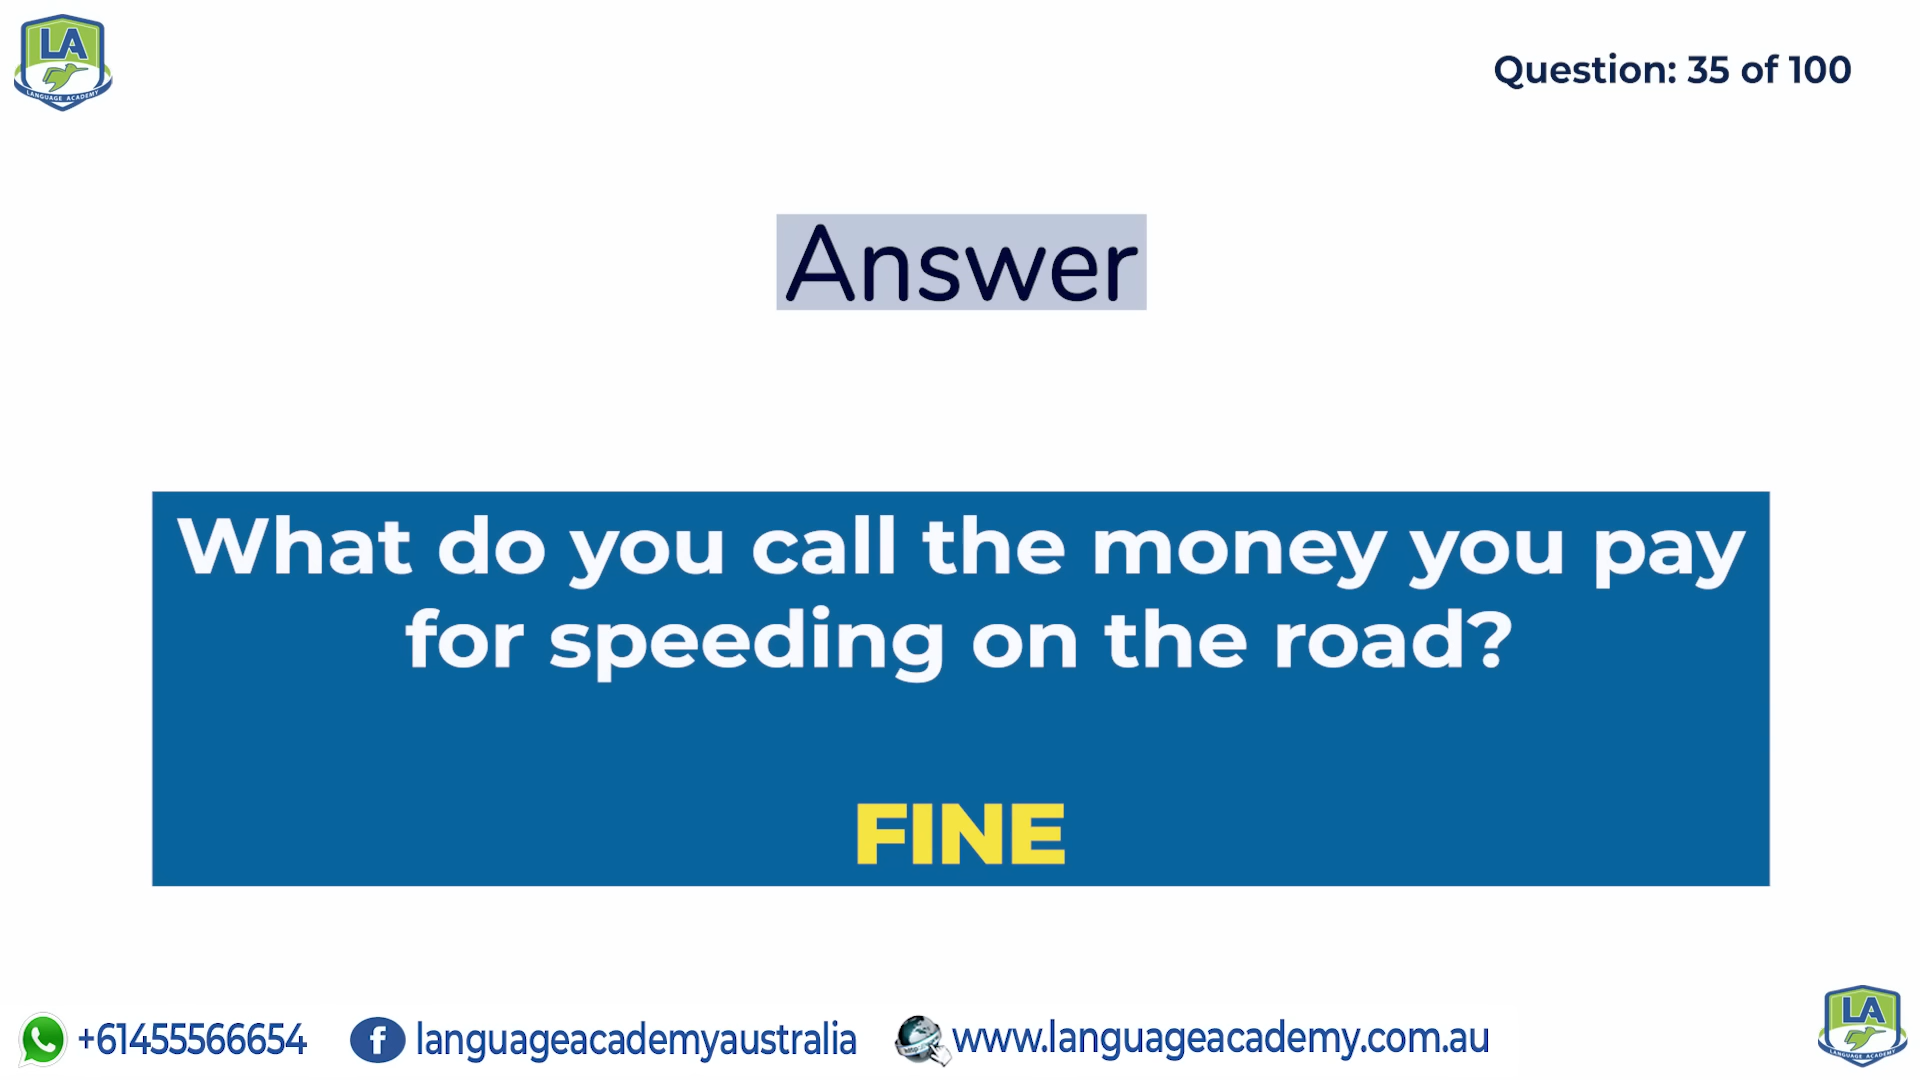 LA
LANGUAGE ACADEMY
Question: 35 of 100
Answer
What do you call the money you pay
for speeding on the road?
FINE
+61455566654
f languageacademyaustralia
www.languageacademy.com.au
LA
LANGUAGE ACADEMY